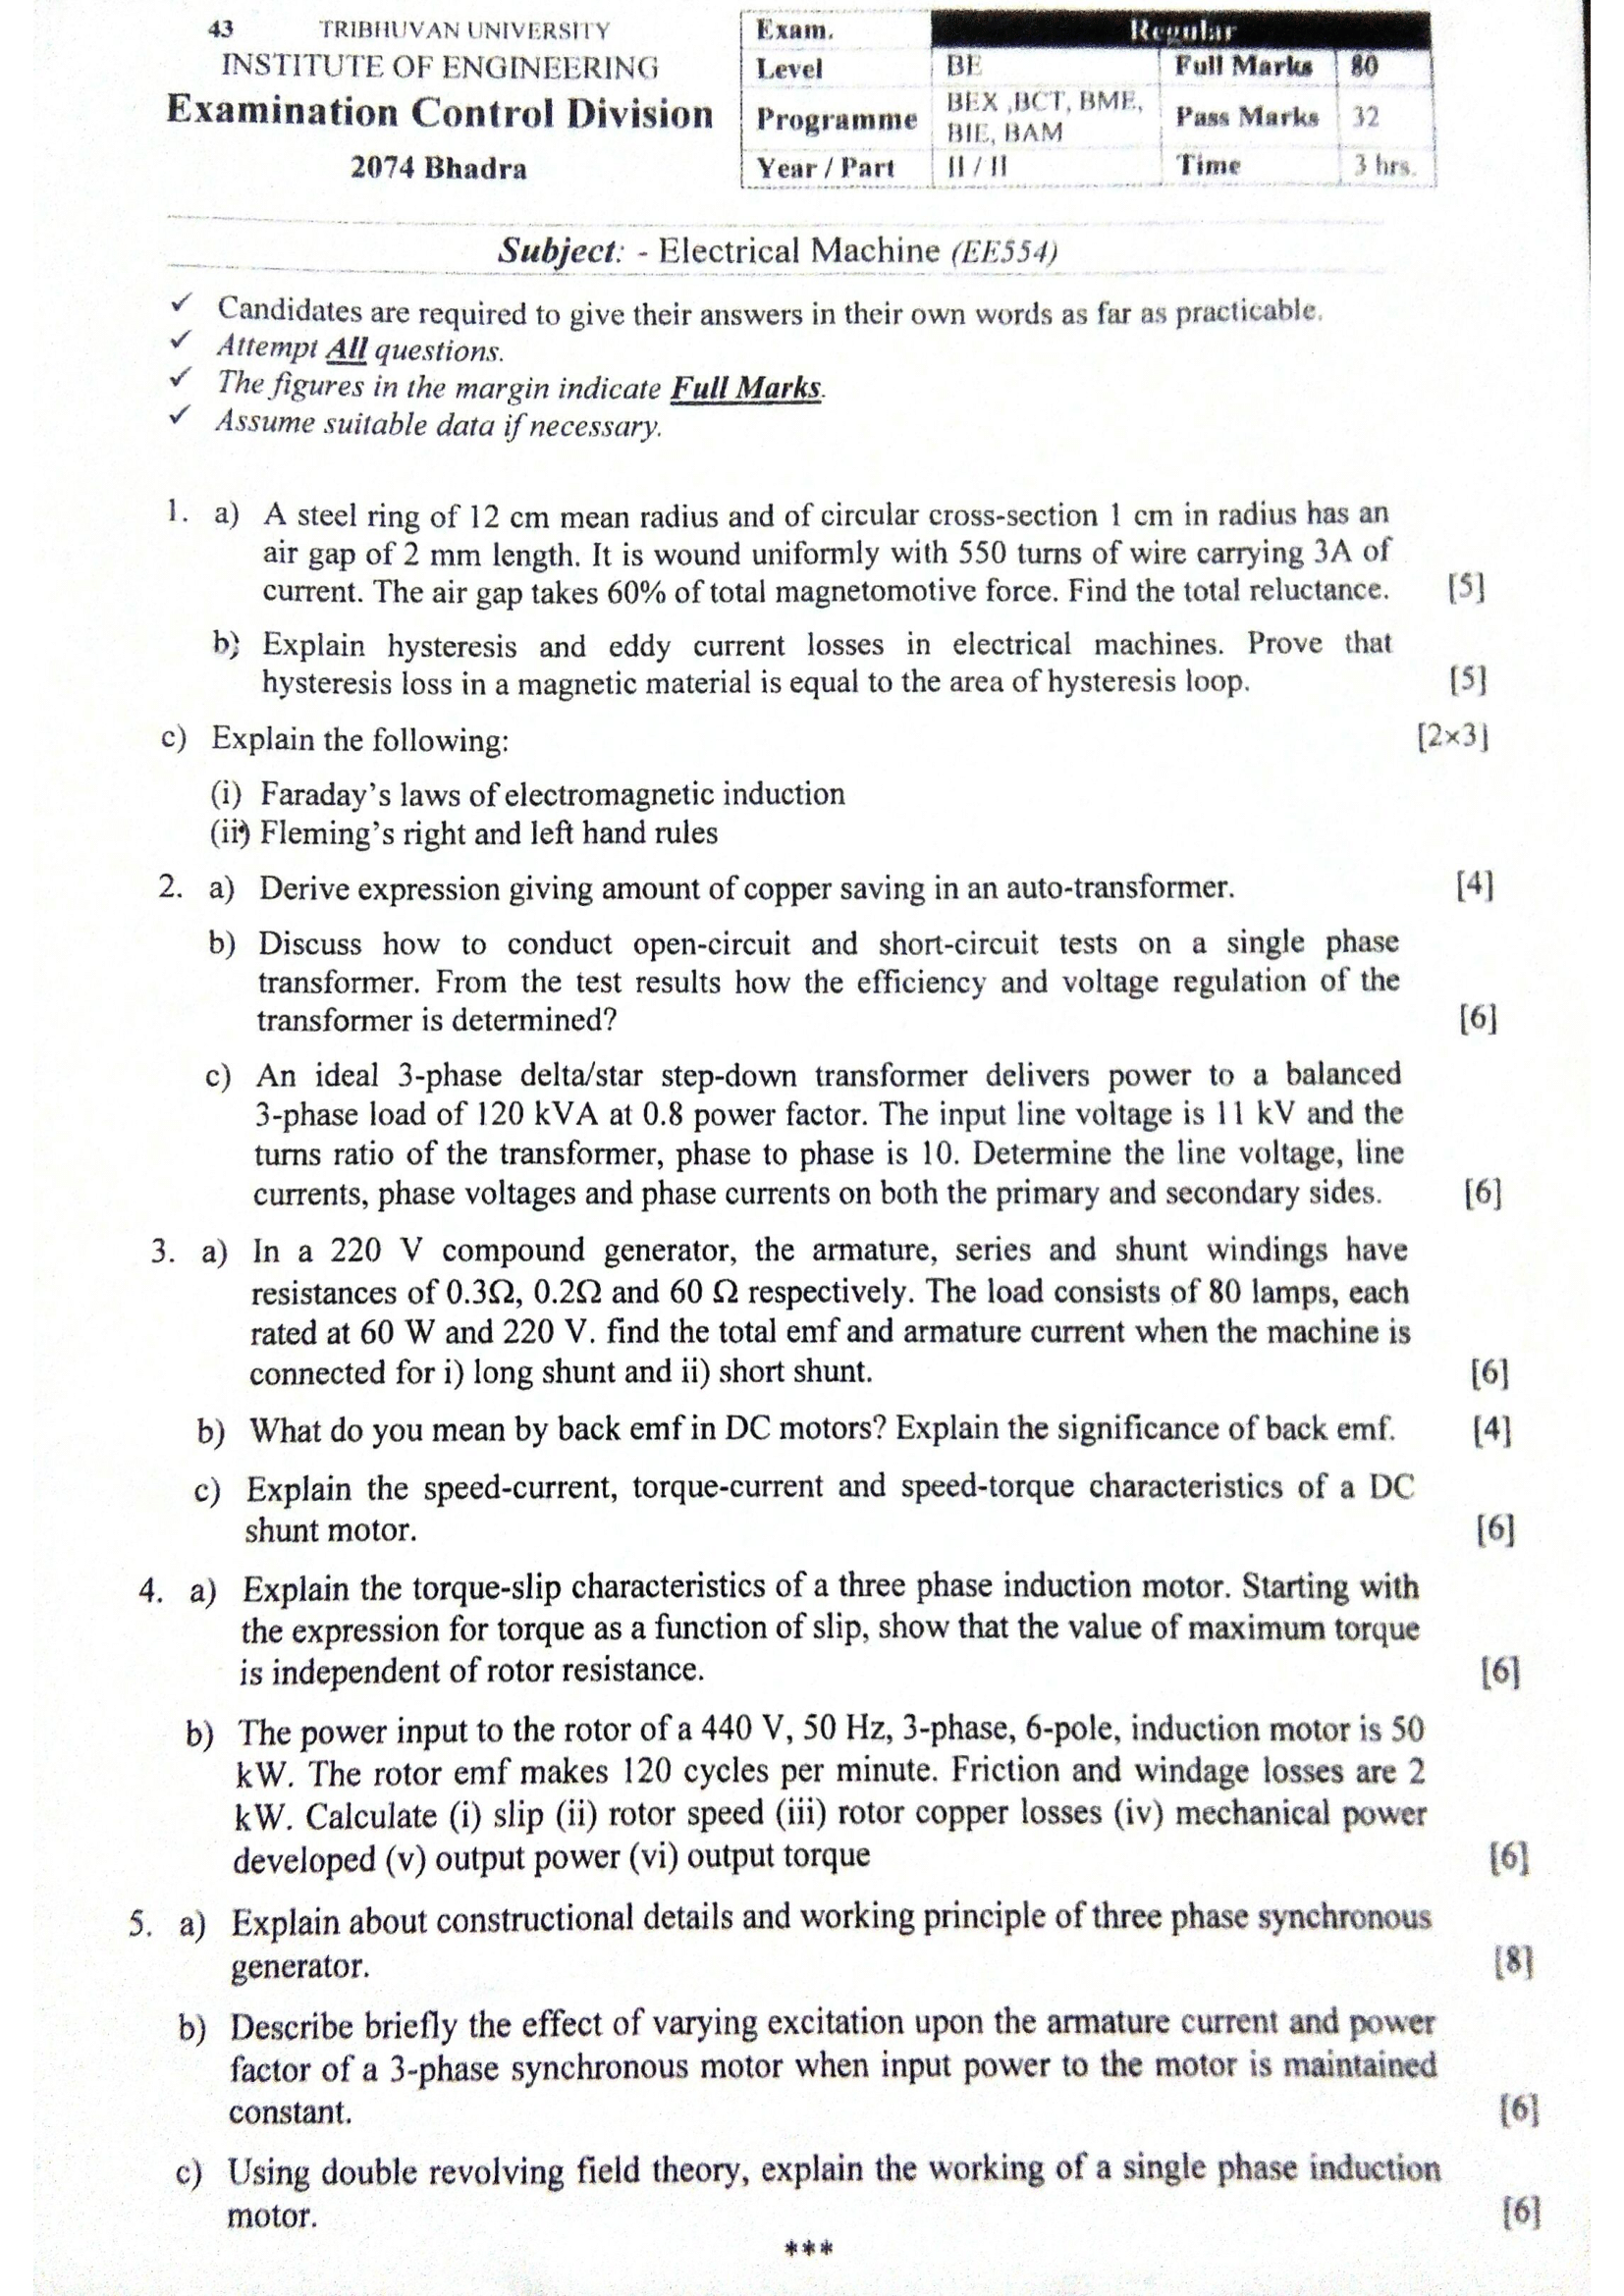 43 TRIBHUVAN UNIVERSITY
INSTITUTE OF ENGINEERING
Examination Control Division
2074 Bhadra
Exam. Regular
Level BE Full Marks 80
Programme BEX ,BCT, BME, BIE, BAM Pass Marks 32
Year / Part II / II Time 3 hrs.
Subject: - Electrical Machine (EE554)
✓ Candidates are required to give their answers in their own words as far as practicable.
✓ Attempt All questions.
✓ The figures in the margin indicate Full Marks.
✓ Assume suitable data if necessary.
1. a) A steel ring of 12 cm mean radius and of circular cross-section 1 cm in radius has an
air gap of 2 mm length. It is wound uniformly with 550 turns of wire carrying 3A of
current. The air gap takes 60% of total magnetomotive force. Find the total reluctance. [5]
b) Explain hysteresis and eddy current losses in electrical machines. Prove that
hysteresis loss in a magnetic material is equal to the area of hysteresis loop. [5]
c) Explain the following: [2×3]
(i) Faraday's laws of electromagnetic induction
(ii) Fleming's right and left hand rules
2. a) Derive expression giving amount of copper saving in an auto-transformer. [4]
b) Discuss how to conduct open-circuit and short-circuit tests on a single phase
transformer. From the test results how the efficiency and voltage regulation of the
transformer is determined? [6]
c) An ideal 3-phase delta/star step-down transformer delivers power to a balanced
3-phase load of 120 kVA at 0.8 power factor. The input line voltage is 11 kV and the
turns ratio of the transformer, phase to phase is 10. Determine the line voltage, line
currents, phase voltages and phase currents on both the primary and secondary sides. [6]
3. a) In a 220 V compound generator, the armature, series and shunt windings have
resistances of 0.3Ω, 0.2Ω and 60 Ω respectively. The load consists of 80 lamps, each
rated at 60 W and 220 V. find the total emf and armature current when the machine is
connected for i) long shunt and ii) short shunt. [6]
b) What do you mean by back emf in DC motors? Explain the significance of back emf. [4]
c) Explain the speed-current, torque-current and speed-torque characteristics of a DC
shunt motor. [6]
4. a) Explain the torque-slip characteristics of a three phase induction motor. Starting with
the expression for torque as a function of slip, show that the value of maximum torque
is independent of rotor resistance. [6]
b) The power input to the rotor of a 440 V, 50 Hz, 3-phase, 6-pole, induction motor is 50
kW. The rotor emf makes 120 cycles per minute. Friction and windage losses are 2
kW. Calculate (i) slip (ii) rotor speed (iii) rotor copper losses (iv) mechanical power
developed (v) output power (vi) output torque [6]
5. a) Explain about constructional details and working principle of three phase synchronous
generator. [8]
b) Describe briefly the effect of varying excitation upon the armature current and power
factor of a 3-phase synchronous motor when input power to the motor is maintained
constant. [6]
c) Using double revolving field theory, explain the working of a single phase induction
motor. [6]
***